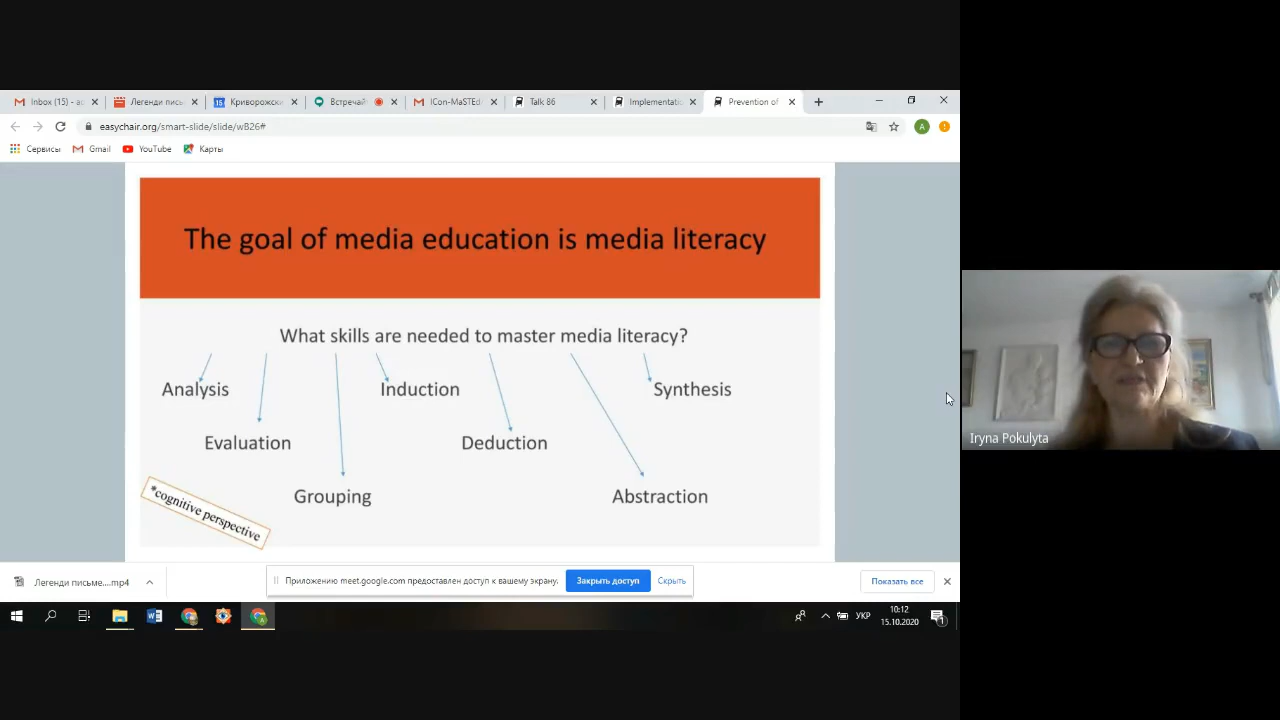 Inbox (15) - a
Легенди пись
Криворожск
Встречай
ICon-MaSTEd
Talk 86
Implementati
Prevention of
easychair.org/smart-slide/slide/wB26#
A
Сервисы
Gmail
YouTube
Карты
The goal of media education is media literacy
What skills are needed to master media literacy?
Analysis
Induction
Synthesis
Evaluation
Deduction
Grouping
Abstraction
*cognitive perspective
Iryna Pokulyta
Легенди письме....mp4
Приложению meet.google.com предоставлен доступ к вашему экрану.
Закрыть доступ
Скрыть
Показать все
УКР
10:12
15.10.2020
1